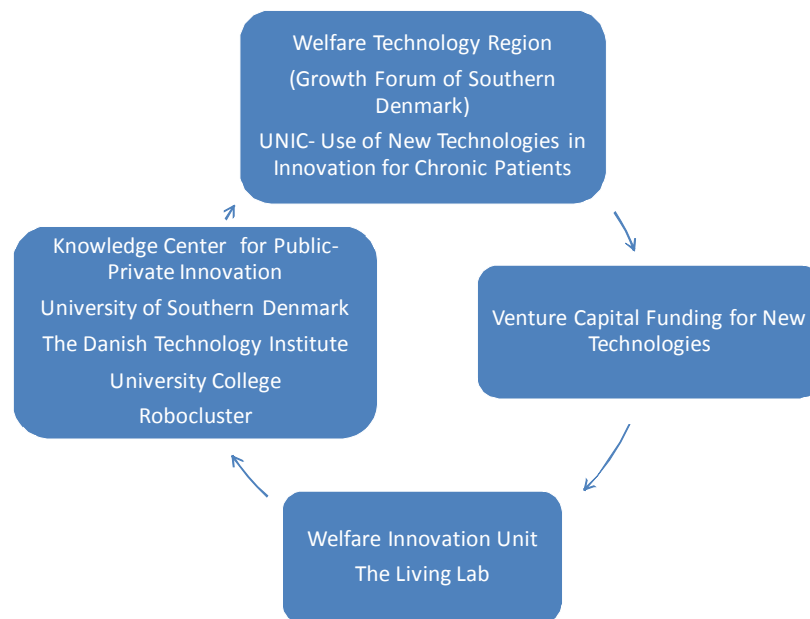 Welfare Technology Region
(Growth Forum of Southern
Denmark)
UNIC- Use of New Technologies in
Innovation for Chronic Patients
Knowledge Center for Public-
Private Innovation
University of Southern Denmark
The Danish Technology Institute
University College
Robocluster
Venture Capital Funding for New
Technologies
Welfare Innovation Unit
The Living Lab